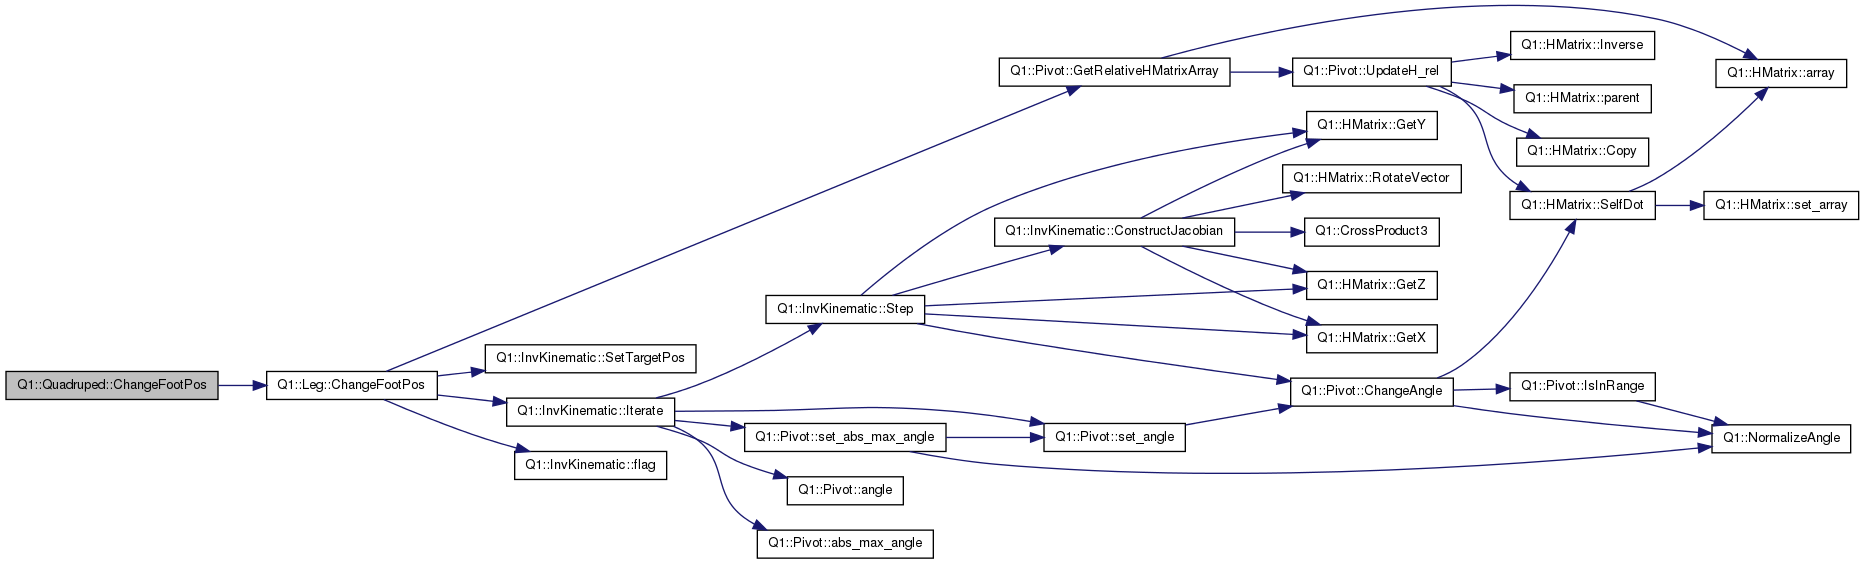 Q1::Quadruped::ChangeFootPos
Q1::Leg::ChangeFootPos
Q1::Pivot::GetRelativeHMatrixArray
Q1::InvKinematic::SetTargetPos
Q1::InvKinematic::Iterate
Q1::InvKinematic::flag
Q1::InvKinematic::Step
Q1::Pivot::set_abs_max_angle
Q1::Pivot::angle
Q1::Pivot::abs_max_angle
Q1::InvKinematic::ConstructJacobian
Q1::Pivot::set_angle
Q1::Pivot::UpdateH_rel
Q1::HMatrix::GetY
Q1::HMatrix::RotateVector
Q1::CrossProduct3
Q1::HMatrix::GetZ
Q1::HMatrix::GetX
Q1::Pivot::ChangeAngle
Q1::HMatrix::Inverse
Q1::HMatrix::parent
Q1::HMatrix::Copy
Q1::HMatrix::SelfDot
Q1::Pivot::IsInRange
Q1::HMatrix::array
Q1::HMatrix::set_array
Q1::NormalizeAngle